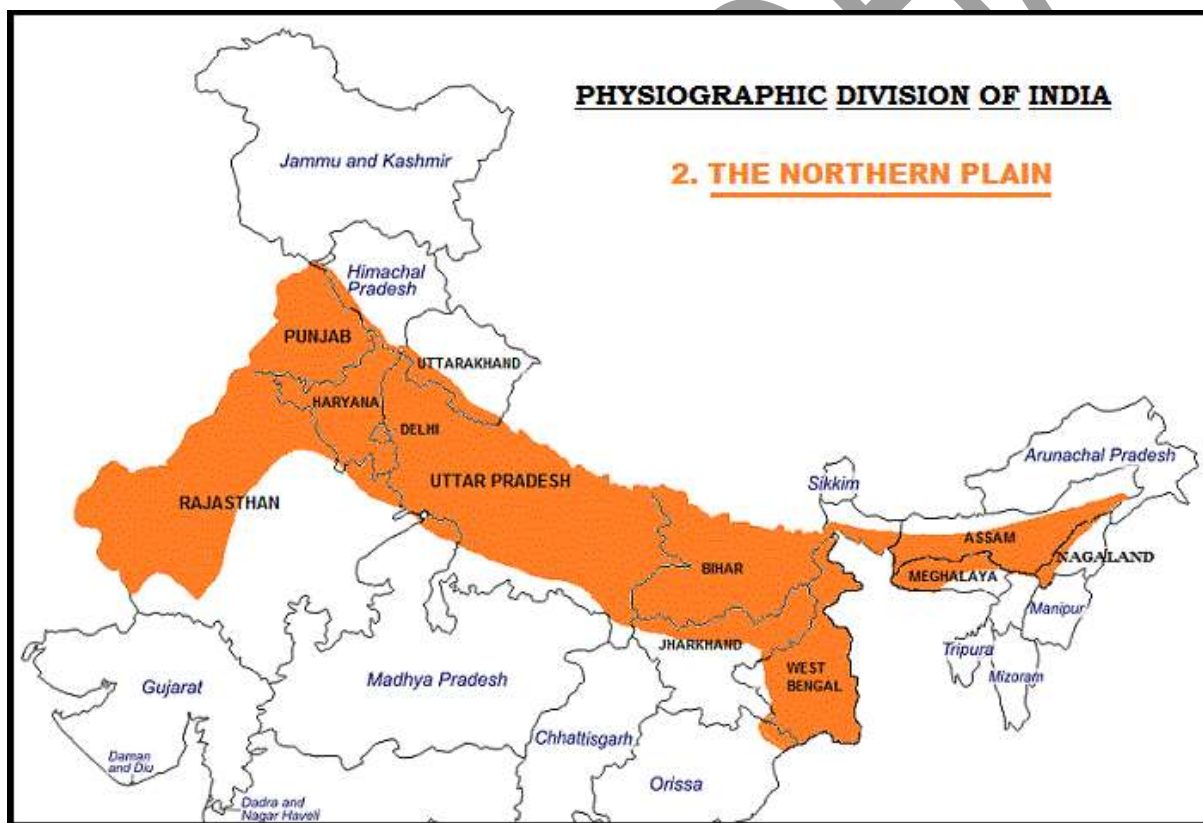 PHYSIOGRAPHIC DIVISION OF INDIA
2. THE NORTHERN PLAIN
Jammu and Kashmir
Himachal
Pradesh
PUNJAB
UTTARAKHAND
HARYANA
DELHI
UTTAR PRADESH
RAJASTHAN
Sikkim
Arunachal Pradesh
ASSAM
NAGALAND
BIHAR
MEGHALAYA
Manipur
JHARKHAND
Tripura
Mizoram
WEST
BENGAL
Gujarat
Madhya Pradesh
Chhattisgarh
Orissa
Daman
and Diu
Dadra and
Nagar Haveli